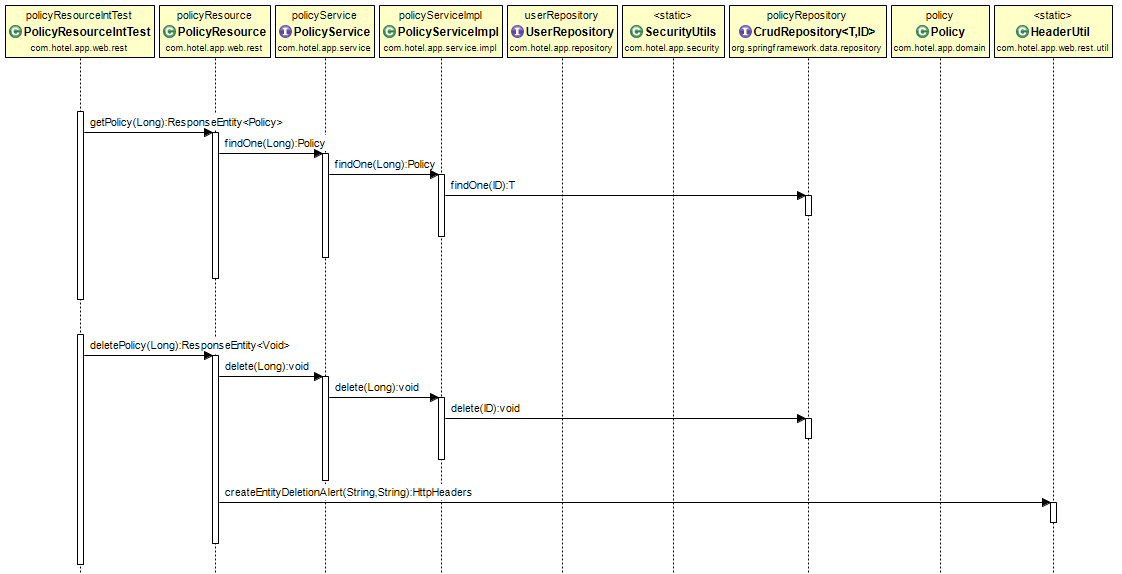 policyResourceIntTest
C PolicyResourceIntTest
com.hotel.app.web.rest
policyResource
C PolicyResource
com.hotel.app.web.rest
policyService
I PolicyService
com.hotel.app.service
policyServiceImpl
C PolicyServiceImpl
com.hotel.app.service.impl
userRepository
I UserRepository
com.hotel.app.repository
<static>
C SecurityUtils
com.hotel.app.security
policyRepository
I CrudRepository<T,ID>
org.springframework.data.repository
policy
C Policy
com.hotel.app.domain
<static>
C HeaderUtil
com.hotel.app.web.rest.util
getPolicy(Long):ResponseEntity<Policy>
findOne(Long):Policy
findOne(Long):Policy
findOne(ID):T
deletePolicy(Long):ResponseEntity<Void>
delete(Long):void
delete(Long):void
delete(ID):void
createEntityDeletionAlert(String,String):HttpHeaders